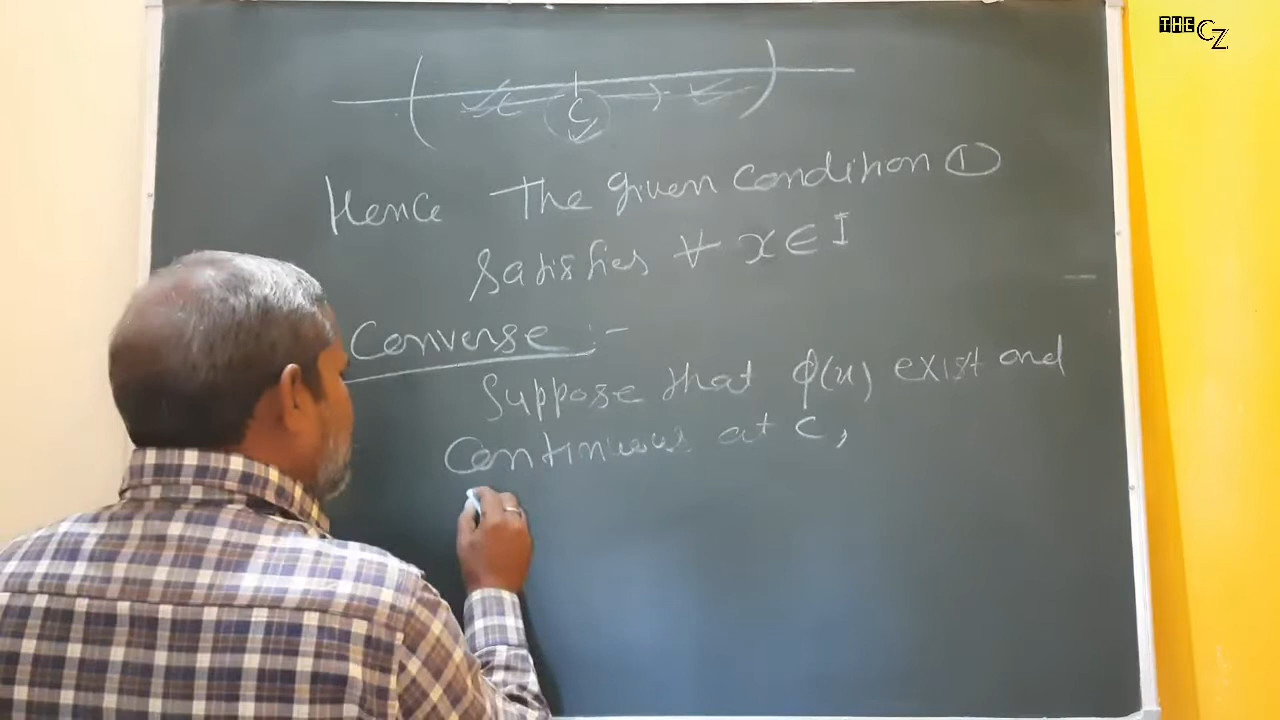 THE CZ
C
Hence The given condition ①
Satisfies ∀ x ∈ I
Converse :-
Suppose that φ(x) exist and
Continuous at c,